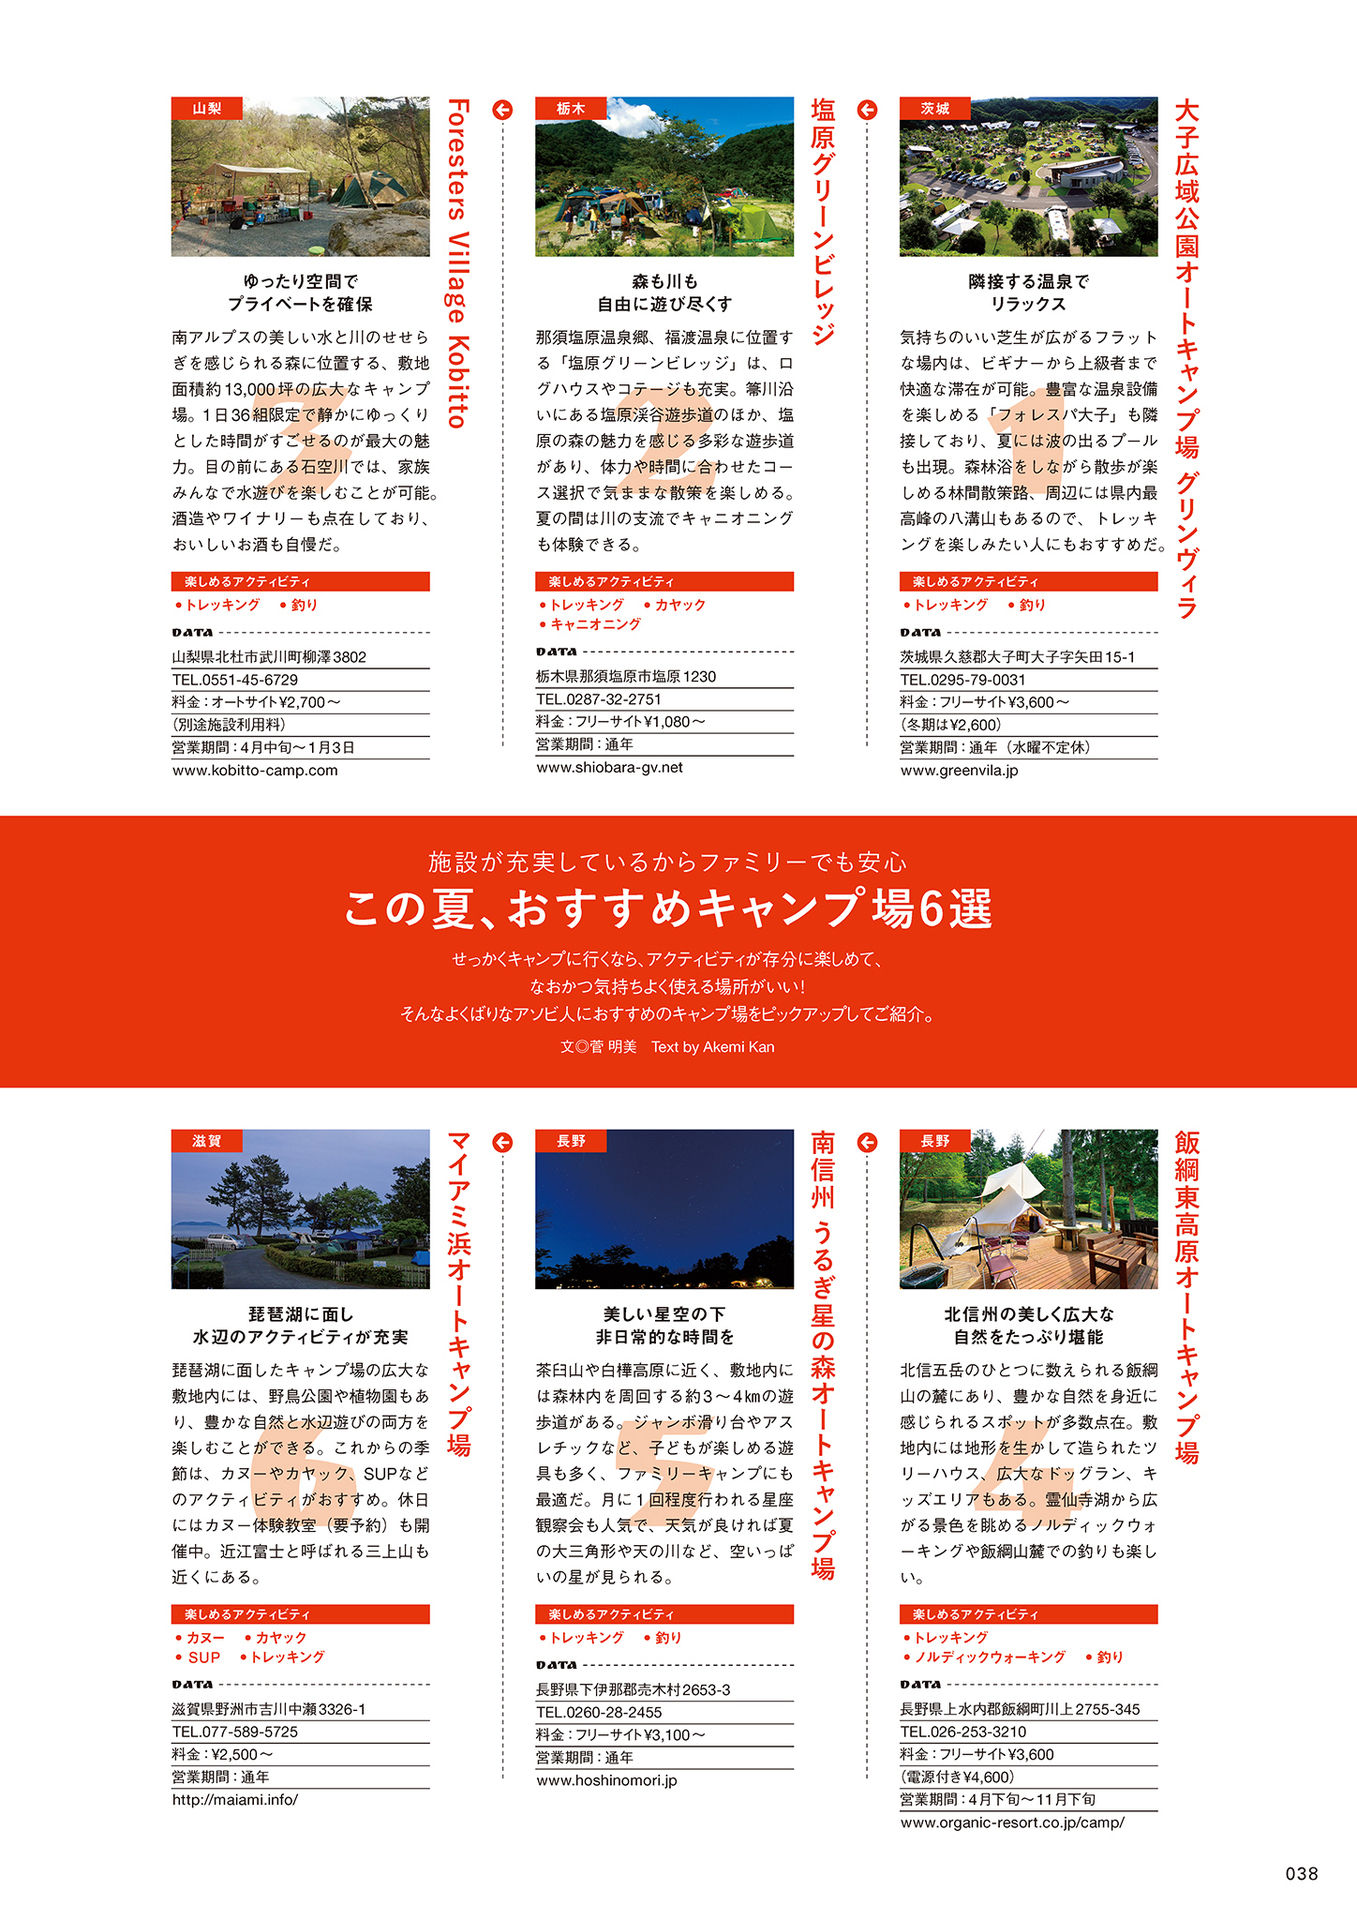 大子広域公園オートキャンプ場 グリンヴィラ
茨城
隣接する温泉で
リラックス
1
気持ちのいい芝生が広がるフラット
な場内は、ビギナーから上級者まで
快適な滞在が可能。豊富な温泉設備
を楽しめる「フォレスパ大子」も隣
接しており、夏には波の出るプール
も出現。森林浴をしながら散歩が楽
しめる林間散策路、周辺には県内最
高峰の八溝山もあるので、トレッキ
ングを楽しみたい人にもおすすめだ。
楽しめるアクティビティ
●トレッキング ●釣り
DATA
茨城県久慈郡大子町大子字矢田15-1
TEL.0295-79-0031
料金:フリーサイト¥3,600〜
(冬期は¥2,600)
営業期間:通年(水曜不定休)
www.greenvila.jp
塩原グリーンビレッジ
栃木
森も川も
自由に遊び尽くす
2
那須塩原温泉郷、福渡温泉に位置す
る「塩原グリーンビレッジ」は、ロ
グハウスやコテージも充実。箒川沿
いにある塩原渓谷遊歩道のほか、塩
原の森の魅力を感じる多彩な遊歩道
があり、体力や時間に合わせたコー
ス選択で気ままな散策を楽しめる。
夏の間は川の支流でキャニオニング
も体験できる。
楽しめるアクティビティ
●トレッキング ●カヤック
●キャニオニング
DATA
栃木県那須塩原市塩原1230
TEL.0287-32-2751
料金:フリーサイト¥1,080〜
営業期間:通年
www.shiobara-gv.net
Foresters Village Kobitto
山梨
ゆったり空間で
プライベートを確保
3
南アルプスの美しい水と川のせせら
ぎを感じられる森に位置する、敷地
面積約13,000坪の広大なキャンプ
場。1日36組限定で静かにゆっくり
とした時間がすごせるのが最大の魅
力。目の前にある石空川では、家族
みんなで水遊びを楽しむことが可能。
酒造やワイナリーも点在しており、
おいしいお酒も自慢だ。
楽しめるアクティビティ
●トレッキング ●釣り
DATA
山梨県北杜市武川町柳澤3802
TEL.0551-45-6729
料金:オートサイト¥2,700〜
(別途施設利用料)
営業期間:4月中旬〜1月3日
www.kobitto-camp.com
施設が充実しているからファミリーでも安心
この夏、おすすめキャンプ場6選
せっかくキャンプに行くなら、アクティビティが存分に楽しめて、
なおかつ気持ちよく使える場所がいい!
そんなよくばりなアソビ人におすすめのキャンプ場をピックアップしてご紹介。
文◎菅 明美 Text by Akemi Kan
飯綱東高原オートキャンプ場
長野
北信州の美しく広大な
自然をたっぷり堪能
4
北信五岳のひとつに数えられる飯綱
山の麓にあり、豊かな自然を身近に
感じられるスポットが多数点在。敷
地内には地形を生かして造られたツ
リーハウス、広大なドッグラン、キ
ッズエリアもある。霊仙寺湖から広
がる景色を眺めるノルディックウォ
ーキングや飯綱山麓での釣りも楽し
い。
楽しめるアクティビティ
●トレッキング
●ノルディックウォーキング ●釣り
DATA
長野県上水内郡飯綱町川上2755-345
TEL.026-253-3210
料金:フリーサイト¥3,600
(電源付き¥4,600)
営業期間:4月下旬〜11月下旬
www.organic-resort.co.jp/camp/
南信州 うるぎ星の森オートキャンプ場
長野
美しい星空の下
非日常的な時間を
5
茶臼山や白樺高原に近く、敷地内に
は森林内を周回する約3〜4㎞の遊
歩道がある。ジャンボ滑り台やアス
レチックなど、子どもが楽しめる遊
具も多く、ファミリーキャンプにも
最適だ。月に1回程度行われる星座
観察会も人気で、天気が良ければ夏
の大三角形や天の川など、空いっぱ
いの星が見られる。
楽しめるアクティビティ
●トレッキング ●釣り
DATA
長野県下伊那郡売木村2653-3
TEL.0260-28-2455
料金:フリーサイト¥3,100〜
営業期間:通年
www.hoshinomori.jp
マイアミ浜オートキャンプ場
滋賀
琵琶湖に面し
水辺のアクティビティが充実
6
琵琶湖に面したキャンプ場の広大な
敷地内には、野鳥公園や植物園もあ
り、豊かな自然と水辺遊びの両方を
楽しむことができる。これからの季
節は、カヌーやカヤック、SUPなど
のアクティビティがおすすめ。休日
にはカヌー体験教室(要予約)も開
催中。近江富士と呼ばれる三上山も
近くにある。
楽しめるアクティビティ
●カヌー ●カヤック
●SUP ●トレッキング
DATA
滋賀県野洲市吉川中瀬3326-1
TEL.077-589-5725
料金:¥2,500〜
営業期間:通年
http://maiami.info/
038